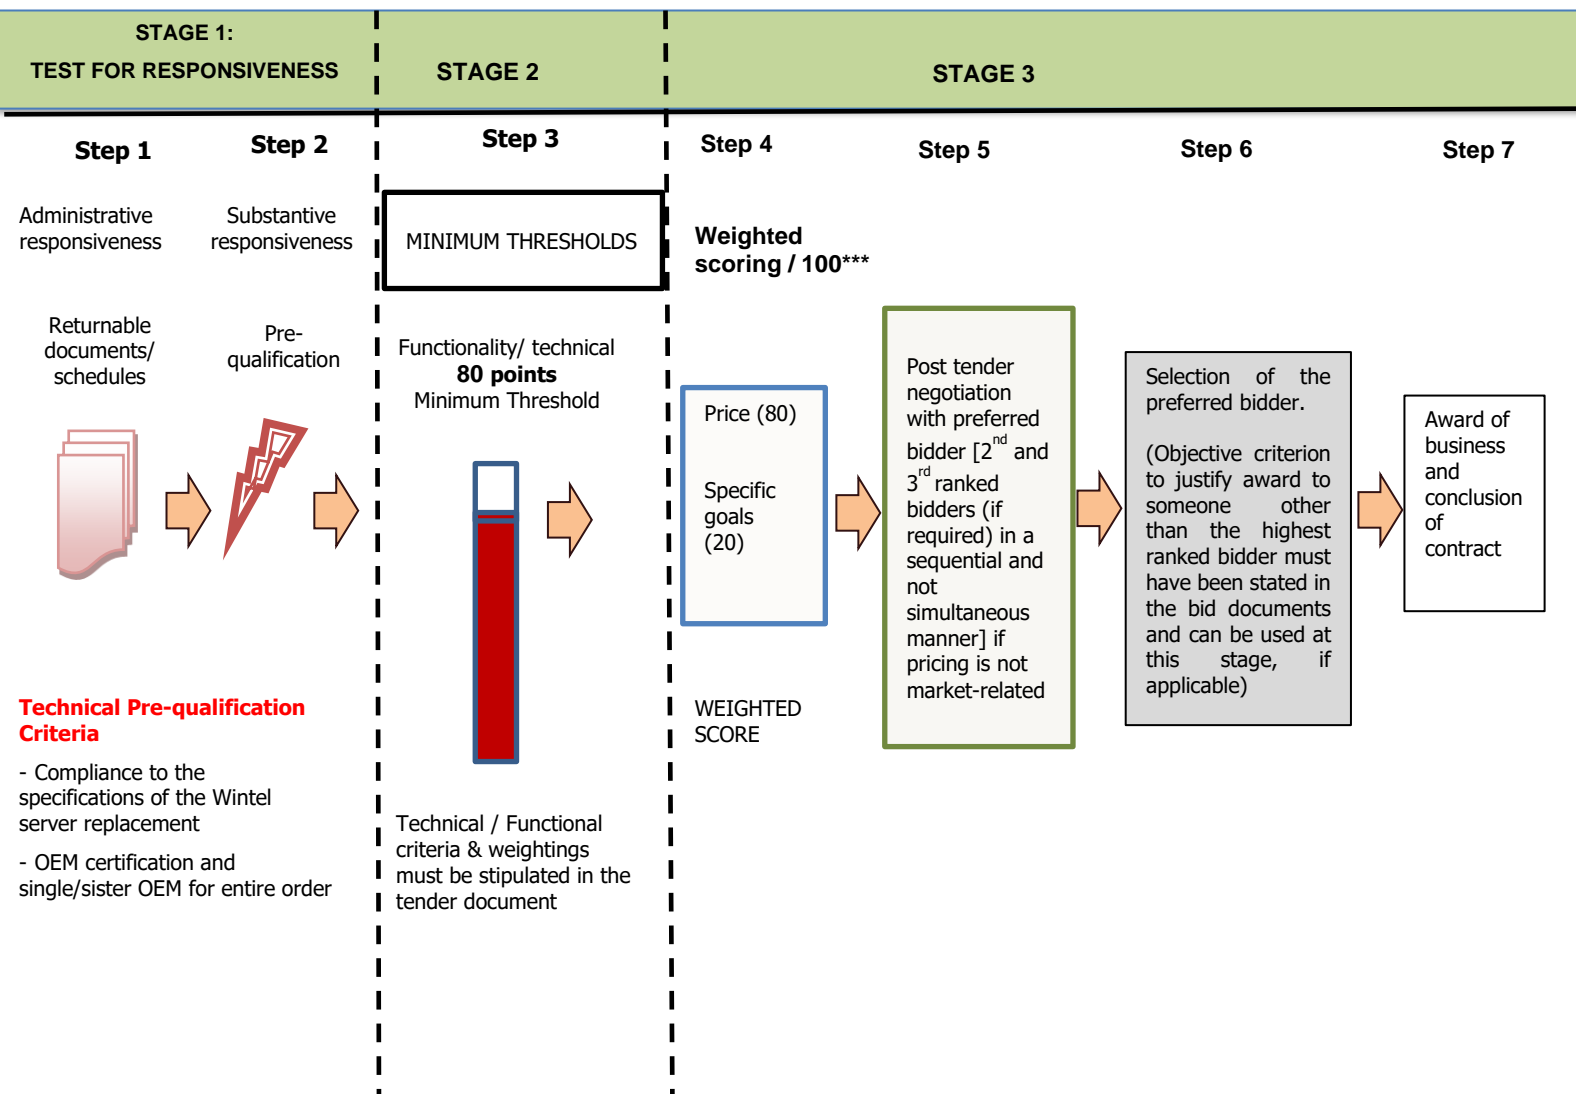 STAGE 1:
TEST FOR RESPONSIVENESS
STAGE 2
STAGE 3
Step 1
Step 2
Step 3
Step 4
Step 5
Step 6
Step 7
Administrative
responsiveness
Substantive
responsiveness
MINIMUM THRESHOLDS
Weighted
scoring / 100***
Returnable
documents/
schedules
Pre-
qualification
Functionality/ technical
80 points
Minimum Threshold
Price (80)
Specific
goals
(20)
Post tender
negotiation
with preferred
bidder [2nd and
3rd ranked
bidders (if
required) in a
sequential and
not
simultaneous
manner] if
pricing is not
market-related
Selection of the
preferred bidder.
(Objective criterion
to justify award to
someone other
than the highest
ranked bidder must
have been stated in
the bid documents
and can be used at
this stage, if
applicable)
Award of
business
and
conclusion
of
contract
Technical Pre-qualification
Criteria
- Compliance to the
specifications of the Wintel
server replacement
- OEM certification and
single/sister OEM for entire order
Technical / Functional
criteria & weightings
must be stipulated in the
tender document
WEIGHTED
SCORE